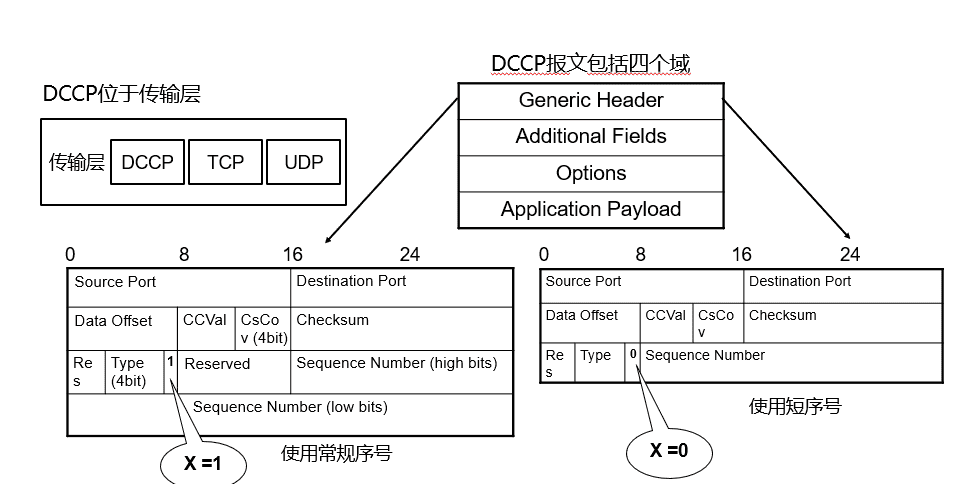 DCCP报文包括四个域
Generic Header
Additional Fields
Options
Application Payload
DCCP位于传输层
传输层 DCCP TCP UDP
0 8 16 24
Source Port Destination Port
Data Offset CCVal CsCo
v (4bit) Checksum
Re
s Type
(4bit) 1 Reserved Sequence Number (high bits)
Sequence Number (low bits)
X =1
使用常规序号
0 8 16 24
Source Port Destination Port
Data Offset CCVal CsCo
v Checksum
Re
s Type 0 Sequence Number
X =0
使用短序号